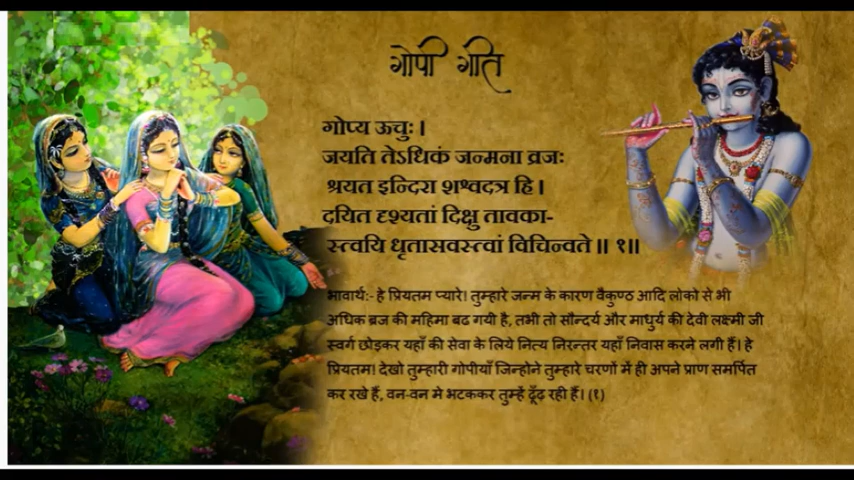 गोपी गीत
गोप्य ऊचुः ।
जयति तेऽधिकं जन्मना व्रजः
श्रयत इन्दिरा शश्वदत्र हि ।
दयित दृश्यतां दिक्षु तावका-
स्त्वयि धृतासवस्त्वां विचिन्वते ॥ १॥
भावार्थ:- हे प्रियतम प्यारे! तुम्हारे जन्म के कारण वैकुण्ठ आदि लोको से भी
अधिक ब्रज की महिमा बढ गयी है, तभी तो सौन्दर्य और माधुर्य की देवी लक्ष्मी जी
स्वर्ग छोड़कर यहाँ की सेवा के लिये नित्य निरन्तर यहाँ निवास करने लगी हैं। हे
प्रियतम! देखो तुम्हारी गोपीयाँ जिन्होने तुम्हारे चरणों में ही अपने प्राण समर्पित
कर रखे हैं, वन-वन मे भटककर तुम्हें ढूँढ़ रही हैं। (१)